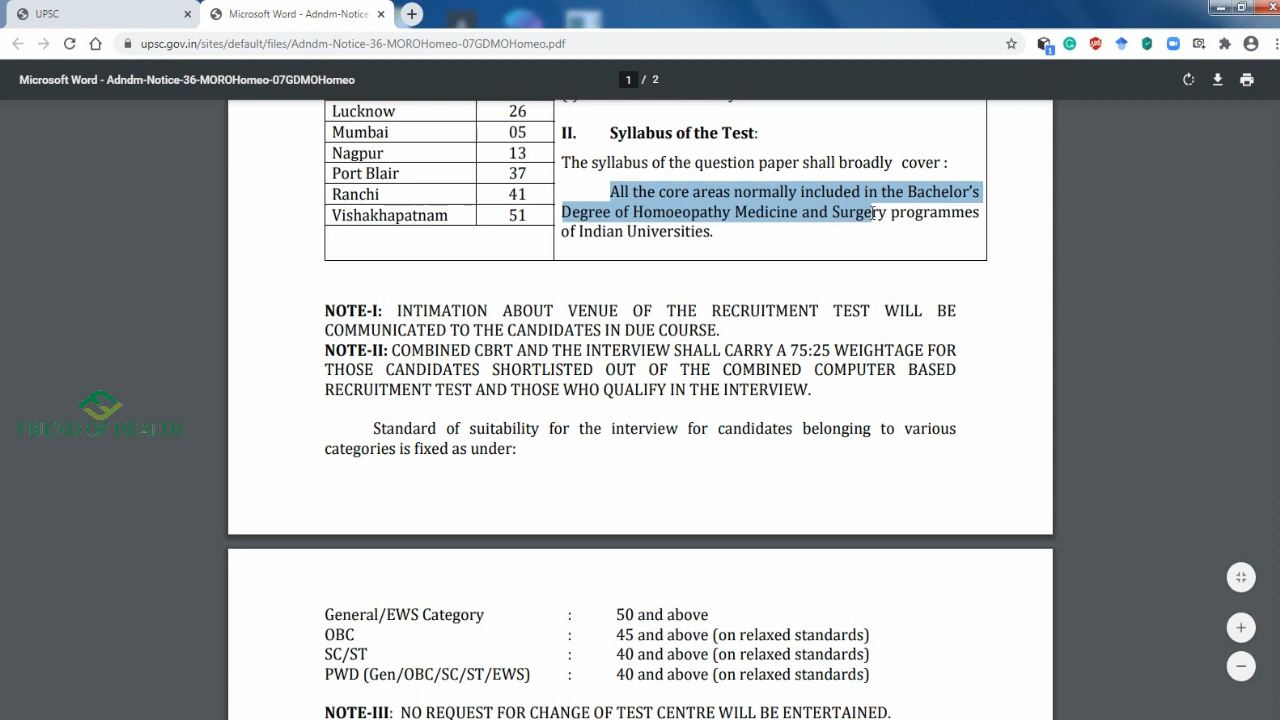 UPSC
Microsoft Word - Adndm-Notice
upsc.gov.in/sites/default/files/Adndm-Notice-36-MOROHomeo-07GDMOHomeo.pdf
Microsoft Word - Adndm-Notice-36-MOROHomeo-07GDMOHomeo
1 / 2
Lucknow 26
Mumbai 05
Nagpur 13
Port Blair 37
Ranchi 41
Vishakhapatnam 51
II. Syllabus of the Test:
The syllabus of the question paper shall broadly cover :
All the core areas normally included in the Bachelor's
Degree of Homoeopathy Medicine and Surgery programmes
of Indian Universities.
NOTE-I: INTIMATION ABOUT VENUE OF THE RECRUITMENT TEST WILL BE
COMMUNICATED TO THE CANDIDATES IN DUE COURSE.
NOTE-II: COMBINED CBRT AND THE INTERVIEW SHALL CARRY A 75:25 WEIGHTAGE FOR
THOSE CANDIDATES SHORTLISTED OUT OF THE COMBINED COMPUTER BASED
RECRUITMENT TEST AND THOSE WHO QUALIFY IN THE INTERVIEW.
FRIEND OF HEALTH
Standard of suitability for the interview for candidates belonging to various
categories is fixed as under:
General/EWS Category : 50 and above
OBC : 45 and above (on relaxed standards)
SC/ST : 40 and above (on relaxed standards)
PWD (Gen/OBC/SC/ST/EWS) : 40 and above (on relaxed standards)
NOTE-III: NO REQUEST FOR CHANGE OF TEST CENTRE WILL BE ENTERTAINED.